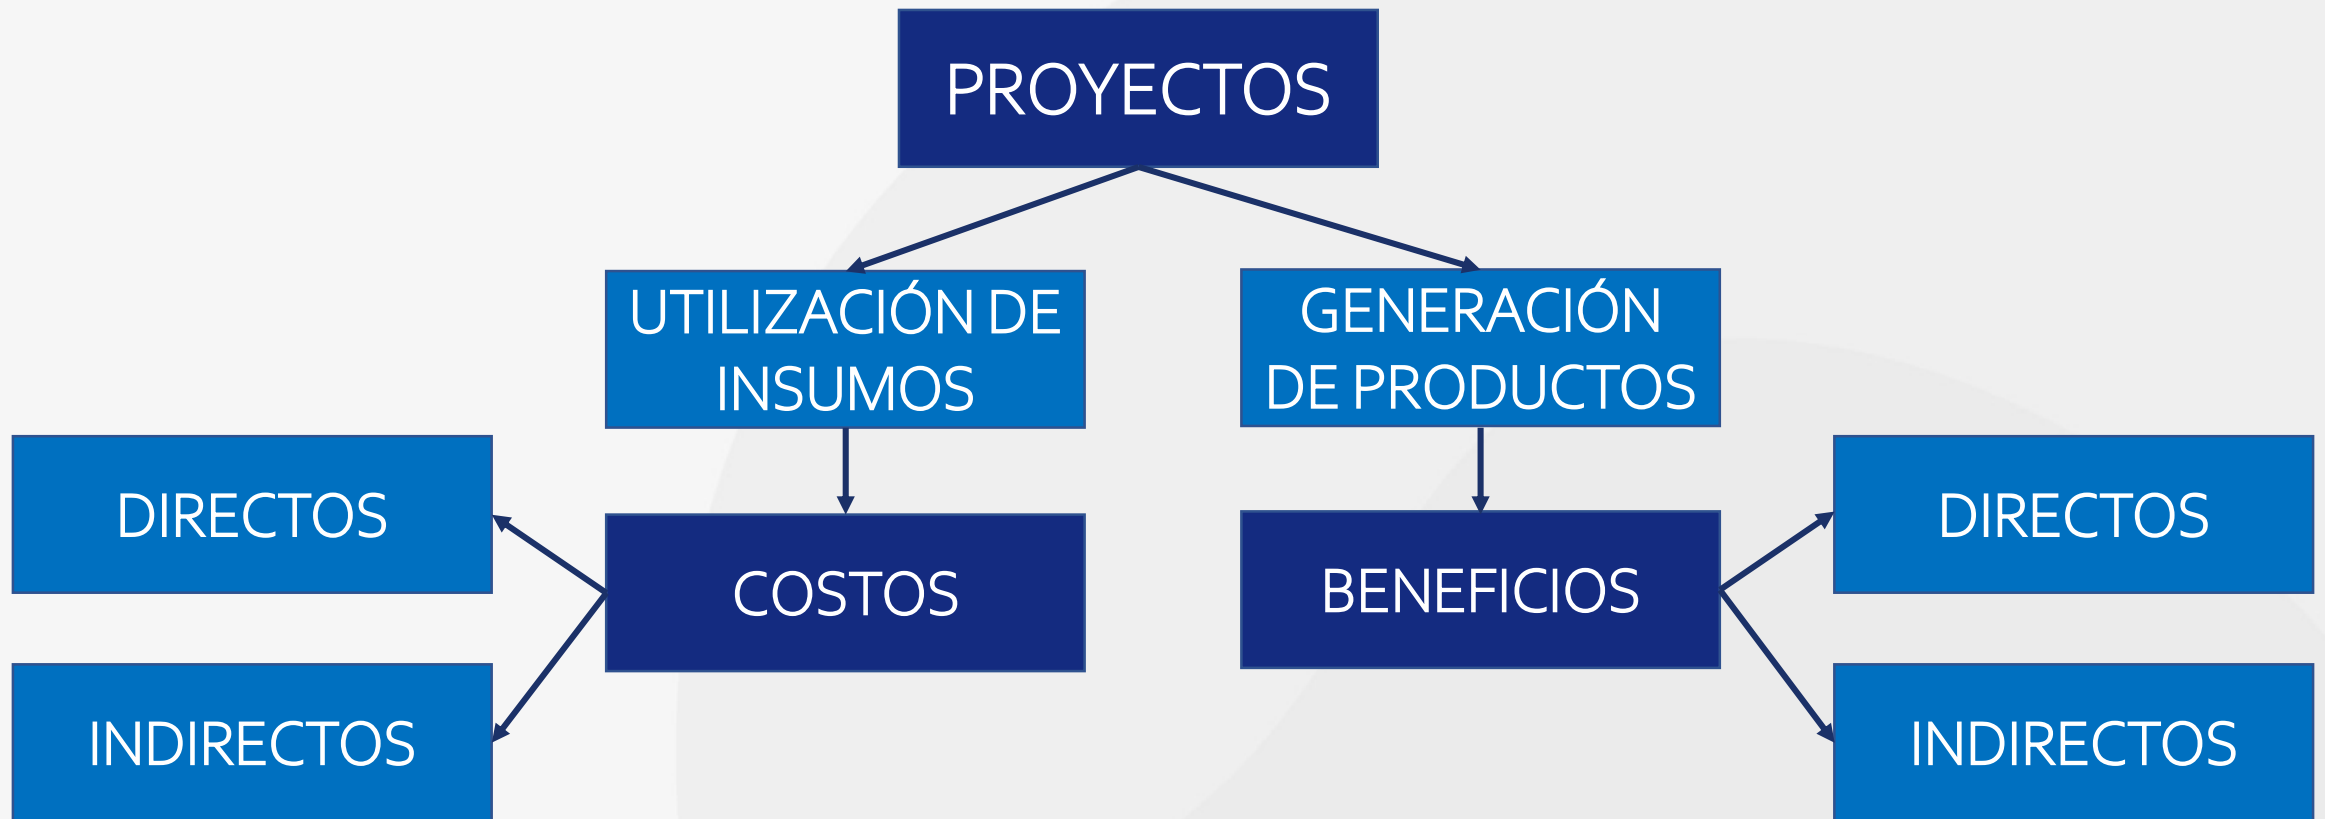 PROYECTOS
UTILIZACIÓN DE
INSUMOS
GENERACIÓN
DE PRODUCTOS
DIRECTOS
INDIRECTOS
COSTOS
BENEFICIOS
DIRECTOS
INDIRECTOS